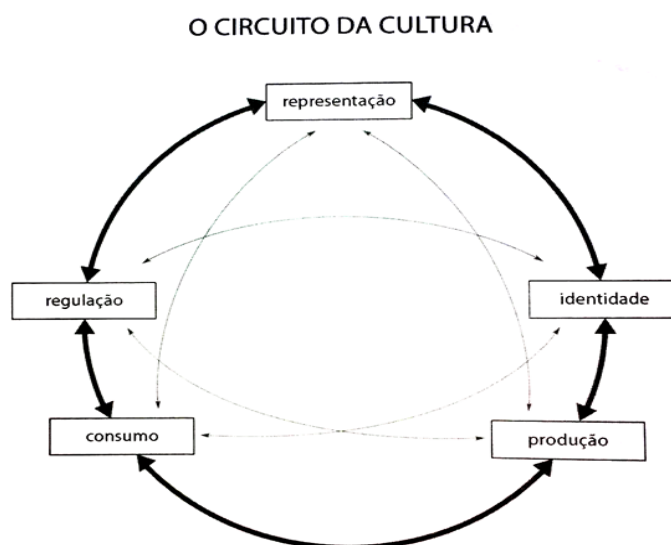 O CIRCUITO DA CULTURA
representação
regulação
identidade
consumo
produção